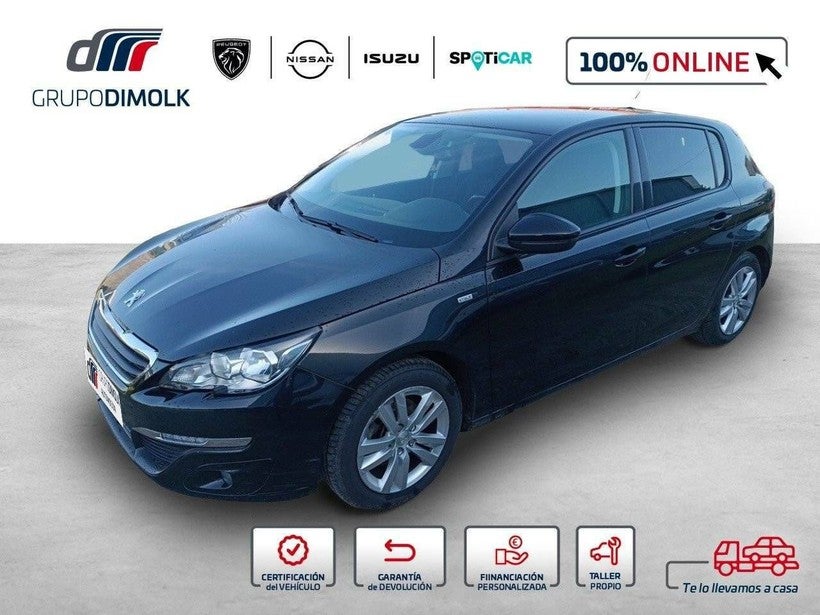 GRUPODIMOLK
PEUGEOT
NISSAN
ISUZU
SPOTiCAR
100% ONLINE
CERTIFICACIÓN
del VEHÍCULO
GARANTÍA
de DEVOLUCIÓN
FIINANCIACIÓN
PERSONALIZADA
TALLER
PROPIO
Te lo llevamos a casa